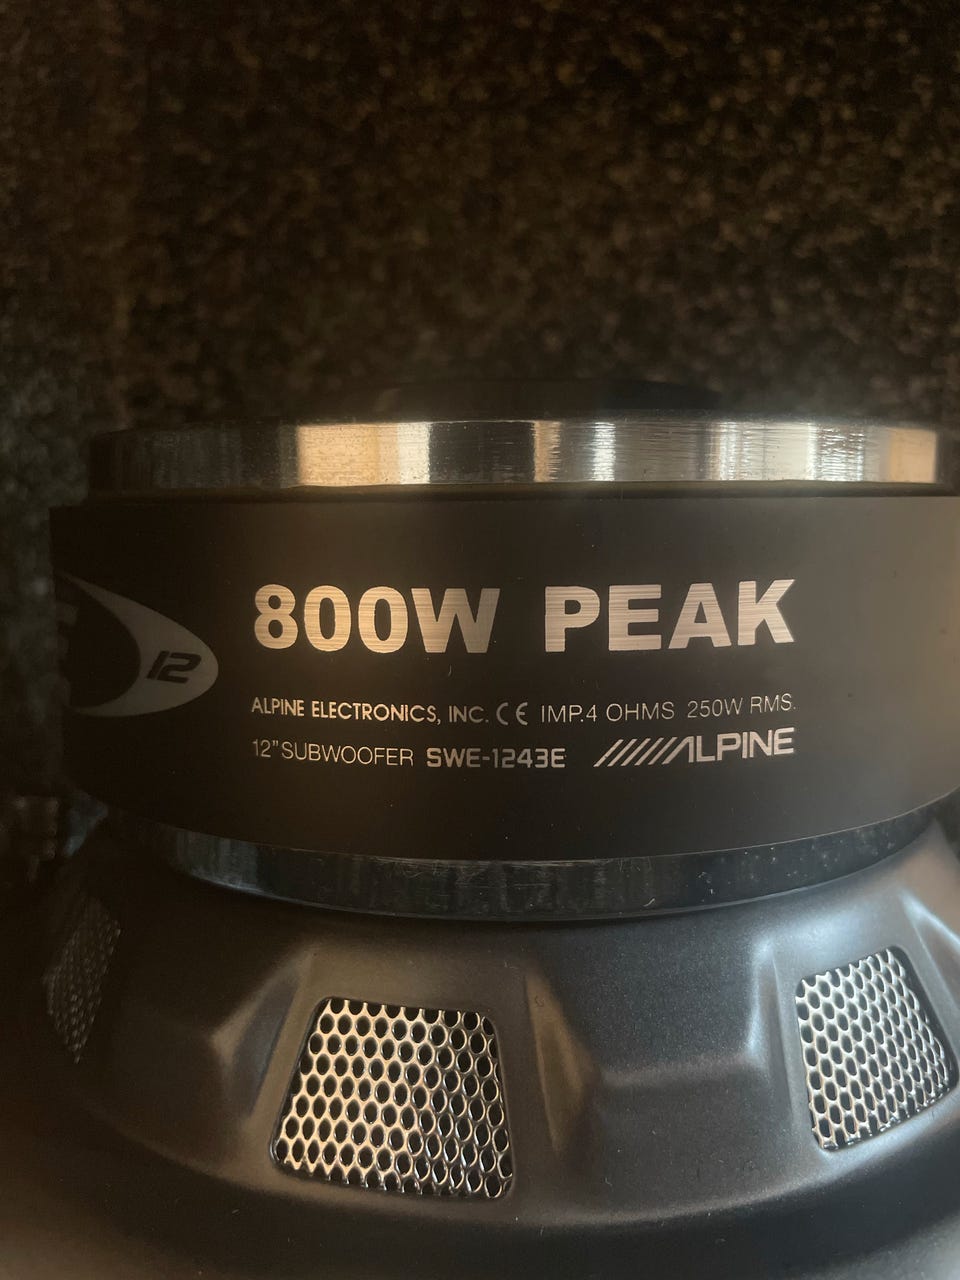 800W PEAK
12
ALPINE ELECTRONICS, INC. CE IMP.4 OHMS 250W RMS.
12"SUBWOOFER SWE-1243E ALPINE